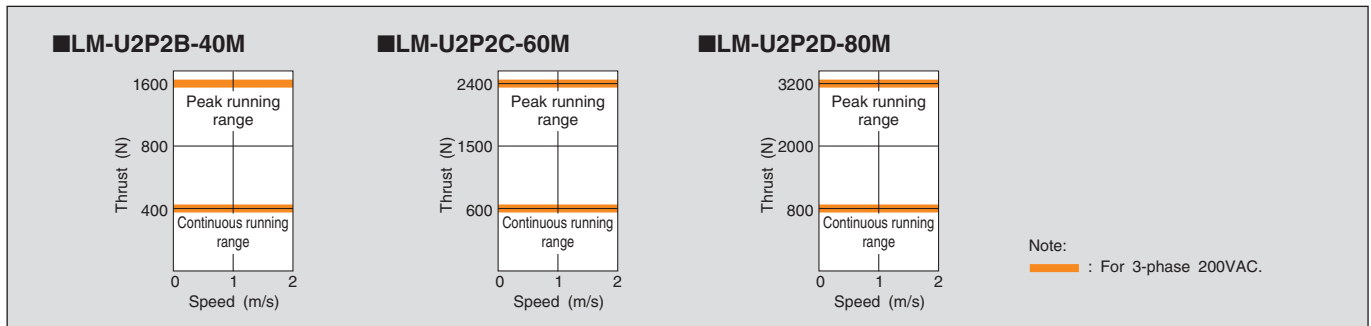 ■LM-U2P2B-40M
1600
800
400
Thrust (N)
Peak running
range
Continuous running
range
0 1 2
Speed (m/s)
■LM-U2P2C-60M
2400
1500
600
Thrust (N)
Peak running
range
Continuous running
range
0 1 2
Speed (m/s)
■LM-U2P2D-80M
3200
2000
800
Thrust (N)
Peak running
range
Continuous running
range
0 1 2
Speed (m/s)
Note:
: For 3-phase 200VAC.